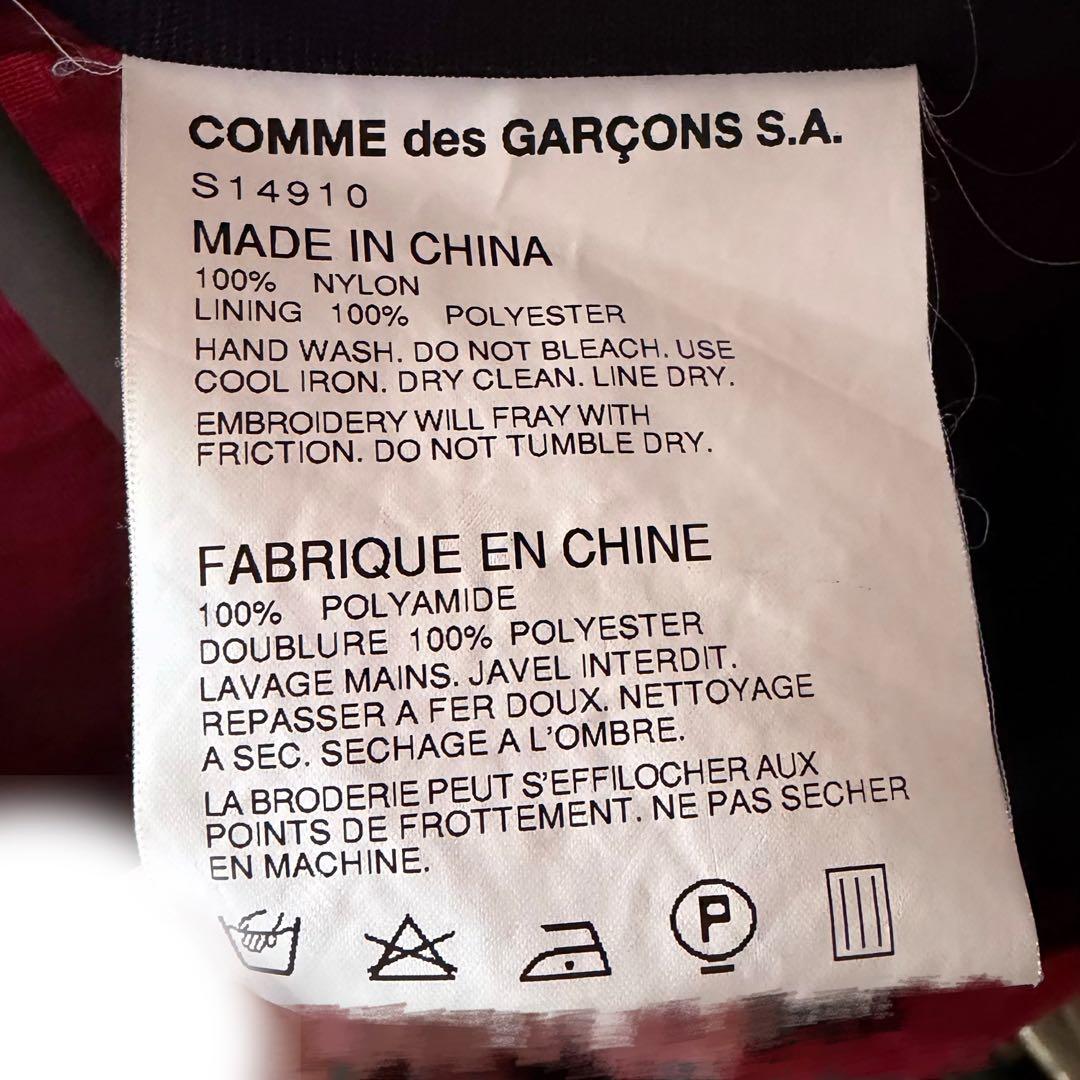 COMME des GARÇONS S.A.
S14910
MADE IN CHINA
100% NYLON
LINING 100% POLYESTER
HAND WASH. DO NOT BLEACH. USE
COOL IRON. DRY CLEAN. LINE DRY.
EMBROIDERY WILL FRAY WITH
FRICTION. DO NOT TUMBLE DRY.
FABRIQUE EN CHINE
100% POLYAMIDE
DOUBLURE 100% POLYESTER
LAVAGE MAINS. JAVEL INTERDIT.
REPASSER A FER DOUX. NETTOYAGE
A SEC. SECHAGE A L'OMBRE.
LA BRODERIE PEUT S'EFFILOCHER AUX
POINTS DE FROTTEMENT. NE PAS SECHER
EN MACHINE.
P